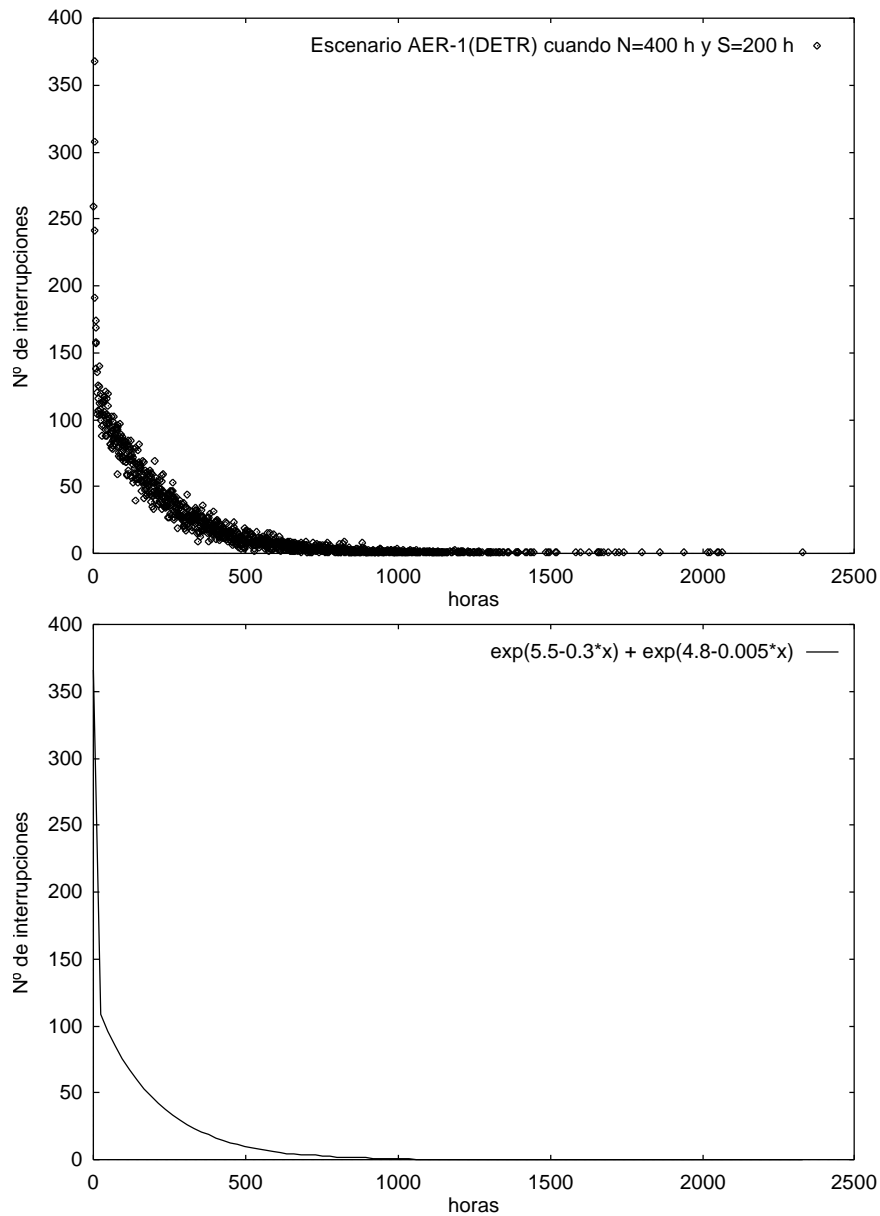 400
350
300
250
200
150
100
50
0
Nº de interrupciones
Escenario AER-1(DETR) cuando N=400 h y S=200 h
0 500 1000 1500 2000 2500
horas
400
350
300
250
200
150
100
50
0
Nº de interrupciones
exp(5.5-0.3*x) + exp(4.8-0.005*x)
0 500 1000 1500 2000 2500
horas